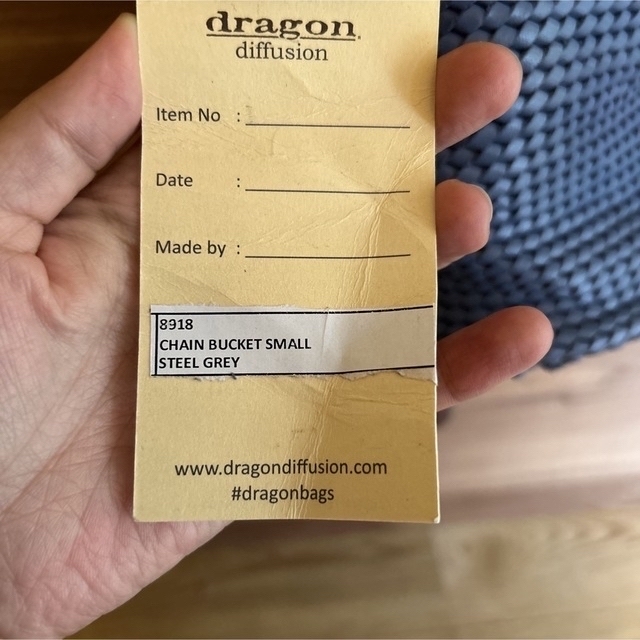 dragon.
diffusion
Item No :
Date :
Made by :
8918
CHAIN BUCKET SMALL
STEEL GREY
www.dragondiffusion.com
#dragonbags